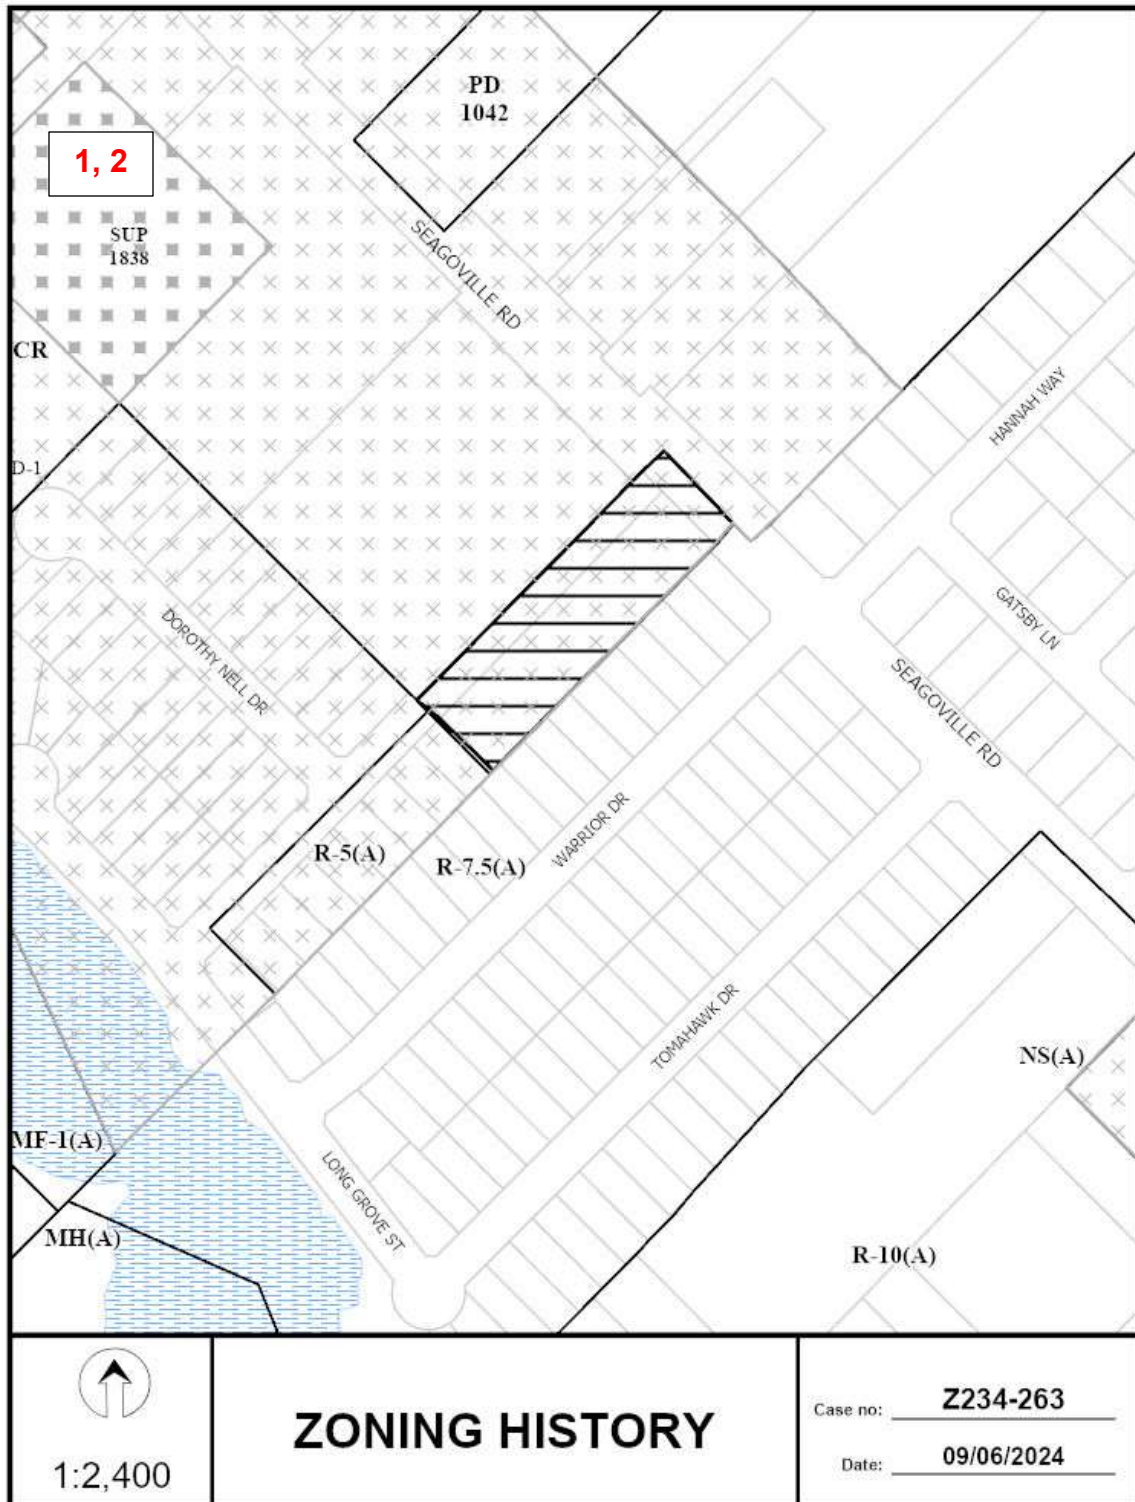 PD
1042
1, 2
SUP
1838
SEAGOVILLE RD
CR
HANNAH WAY
D-1
GATSBY LN
DOROTHY NELL DR
SEAGOVILLE RD
WARRIOR DR
R-5(A)
R-7.5(A)
TOMAHAWK DR
NS(A)
MF-1(A)
LONG GROVE ST
MH(A)
R-10(A)
1:2,400
ZONING HISTORY
Case no: Z234-263
Date: 09/06/2024